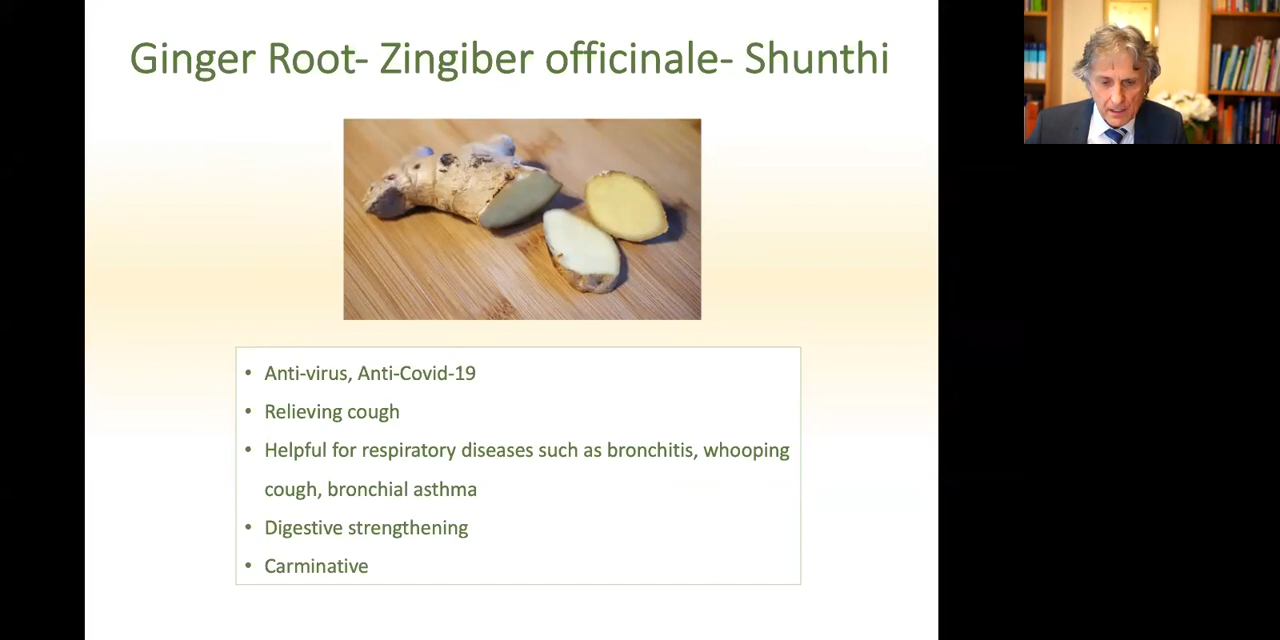 Ginger Root- Zingiber officinale- Shunthi
• Anti-virus, Anti-Covid-19
• Relieving cough
• Helpful for respiratory diseases such as bronchitis, whooping
cough, bronchial asthma
• Digestive strengthening
• Carminative